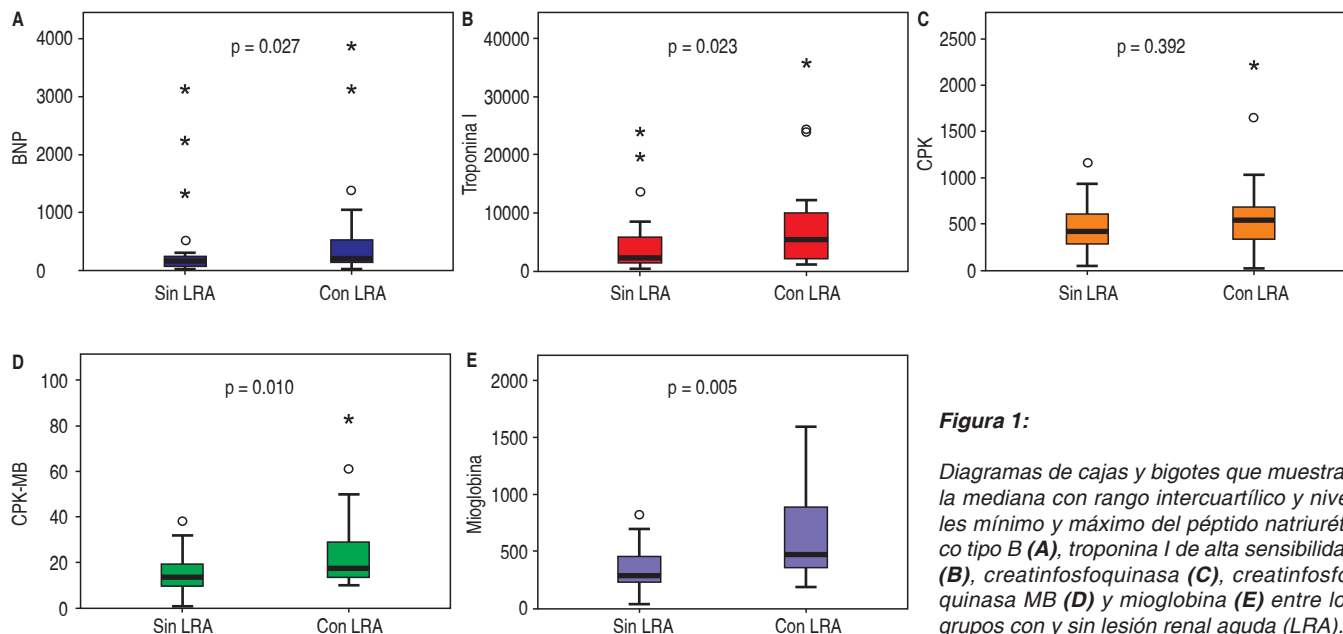 A
p = 0.027
BNP
4000
3000
2000
1000
0
Sin LRA
Con LRA
B
p = 0.023
Troponina I
40000
30000
20000
10000
0
Sin LRA
Con LRA
C
p = 0.392
CPK
2500
2000
1500
1000
500
0
Sin LRA
Con LRA
D
p = 0.010
CPK-MB
100
80
60
40
20
0
Sin LRA
Con LRA
E
p = 0.005
Mioglobina
2000
1500
1000
500
0
Sin LRA
Con LRA
Figura 1:
Diagramas de cajas y bigotes que muestra
la mediana con rango intercuartílico y nive
les mínimo y máximo del péptido natriurét
co tipo B (A), troponina I de alta sensibilida
(B), creatinfosfoquinasa (C), creatinfosfo
quinasa MB (D) y mioglobina (E) entre lo
grupos con y sin lesión renal aguda (LRA).